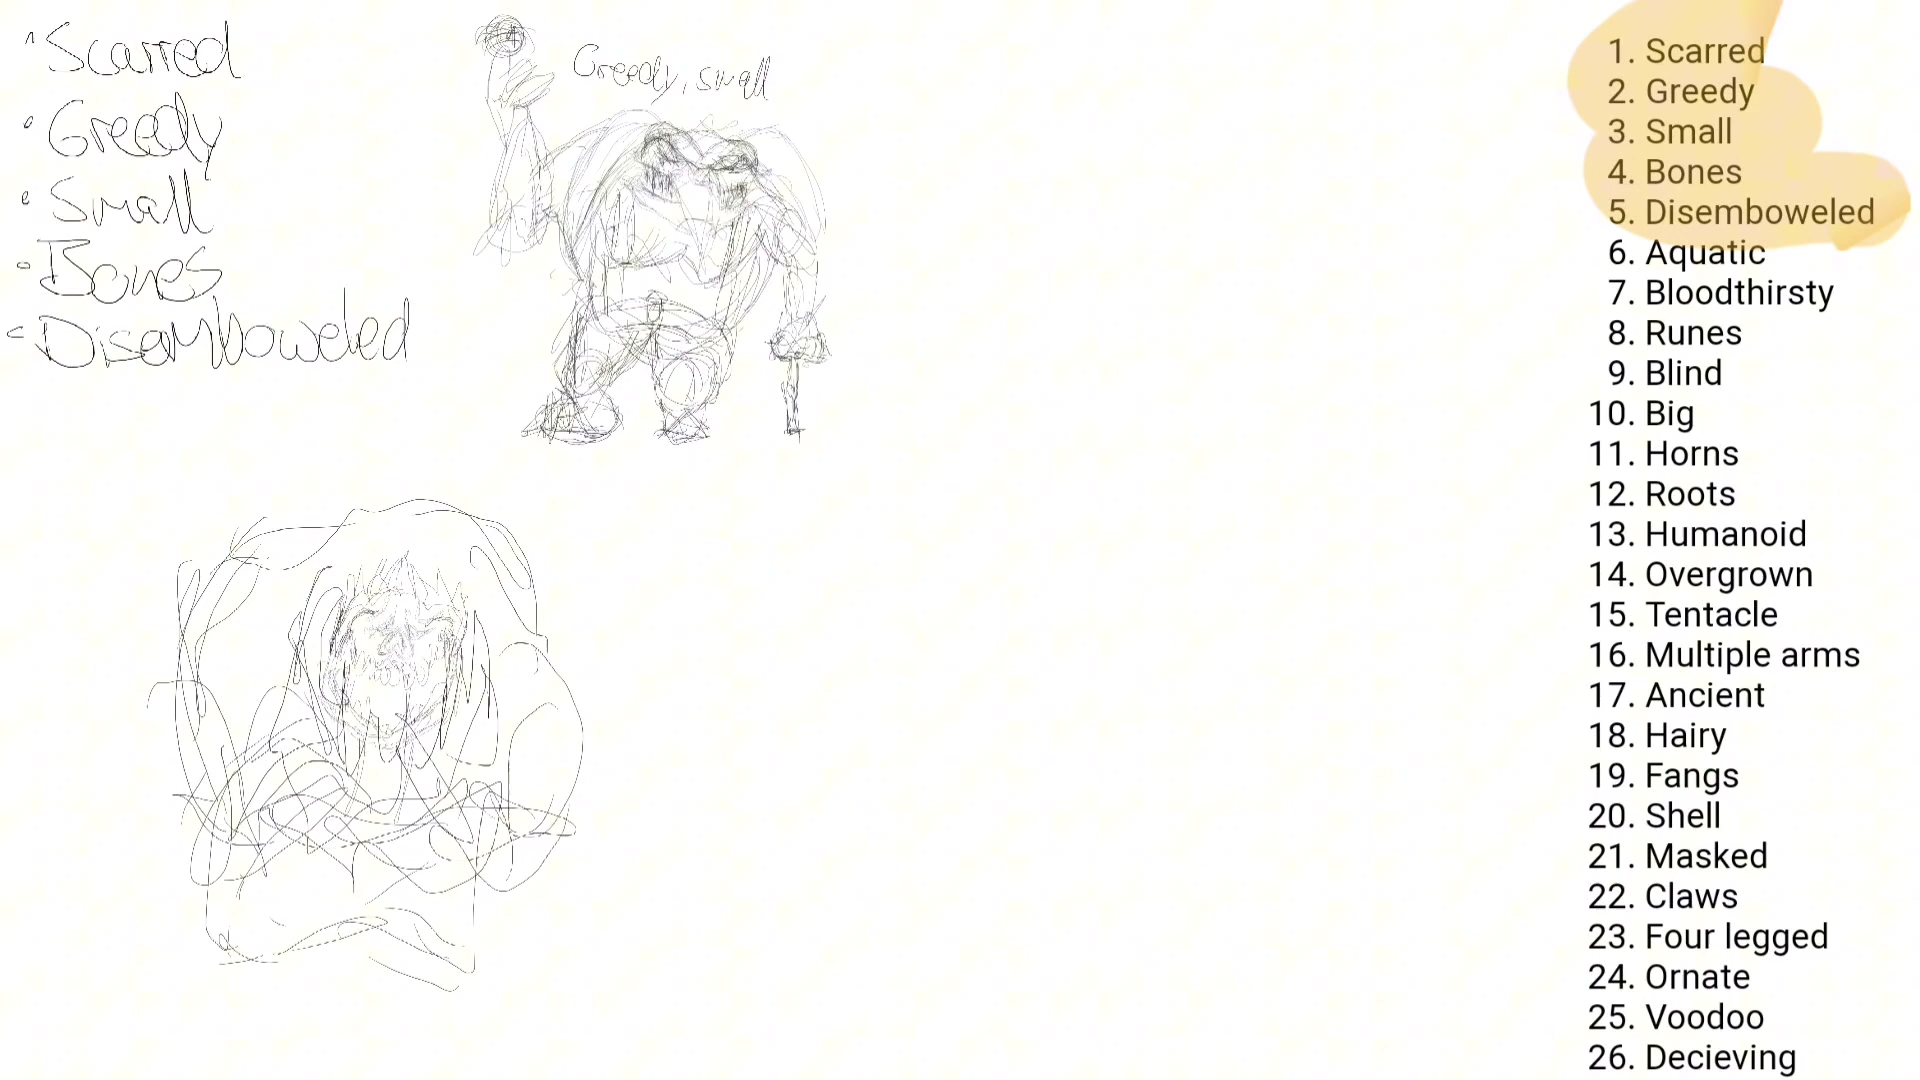 Scarred
Greedy
Small
Bones
Disemboweled
Greedy, small
1. Scarred
2. Greedy
3. Small
4. Bones
5. Disemboweled
6. Aquatic
7. Bloodthirsty
8. Runes
9. Blind
10. Big
11. Horns
12. Roots
13. Humanoid
14. Overgrown
15. Tentacle
16. Multiple arms
17. Ancient
18. Hairy
19. Fangs
20. Shell
21. Masked
22. Claws
23. Four legged
24. Ornate
25. Voodoo
26. Decieving